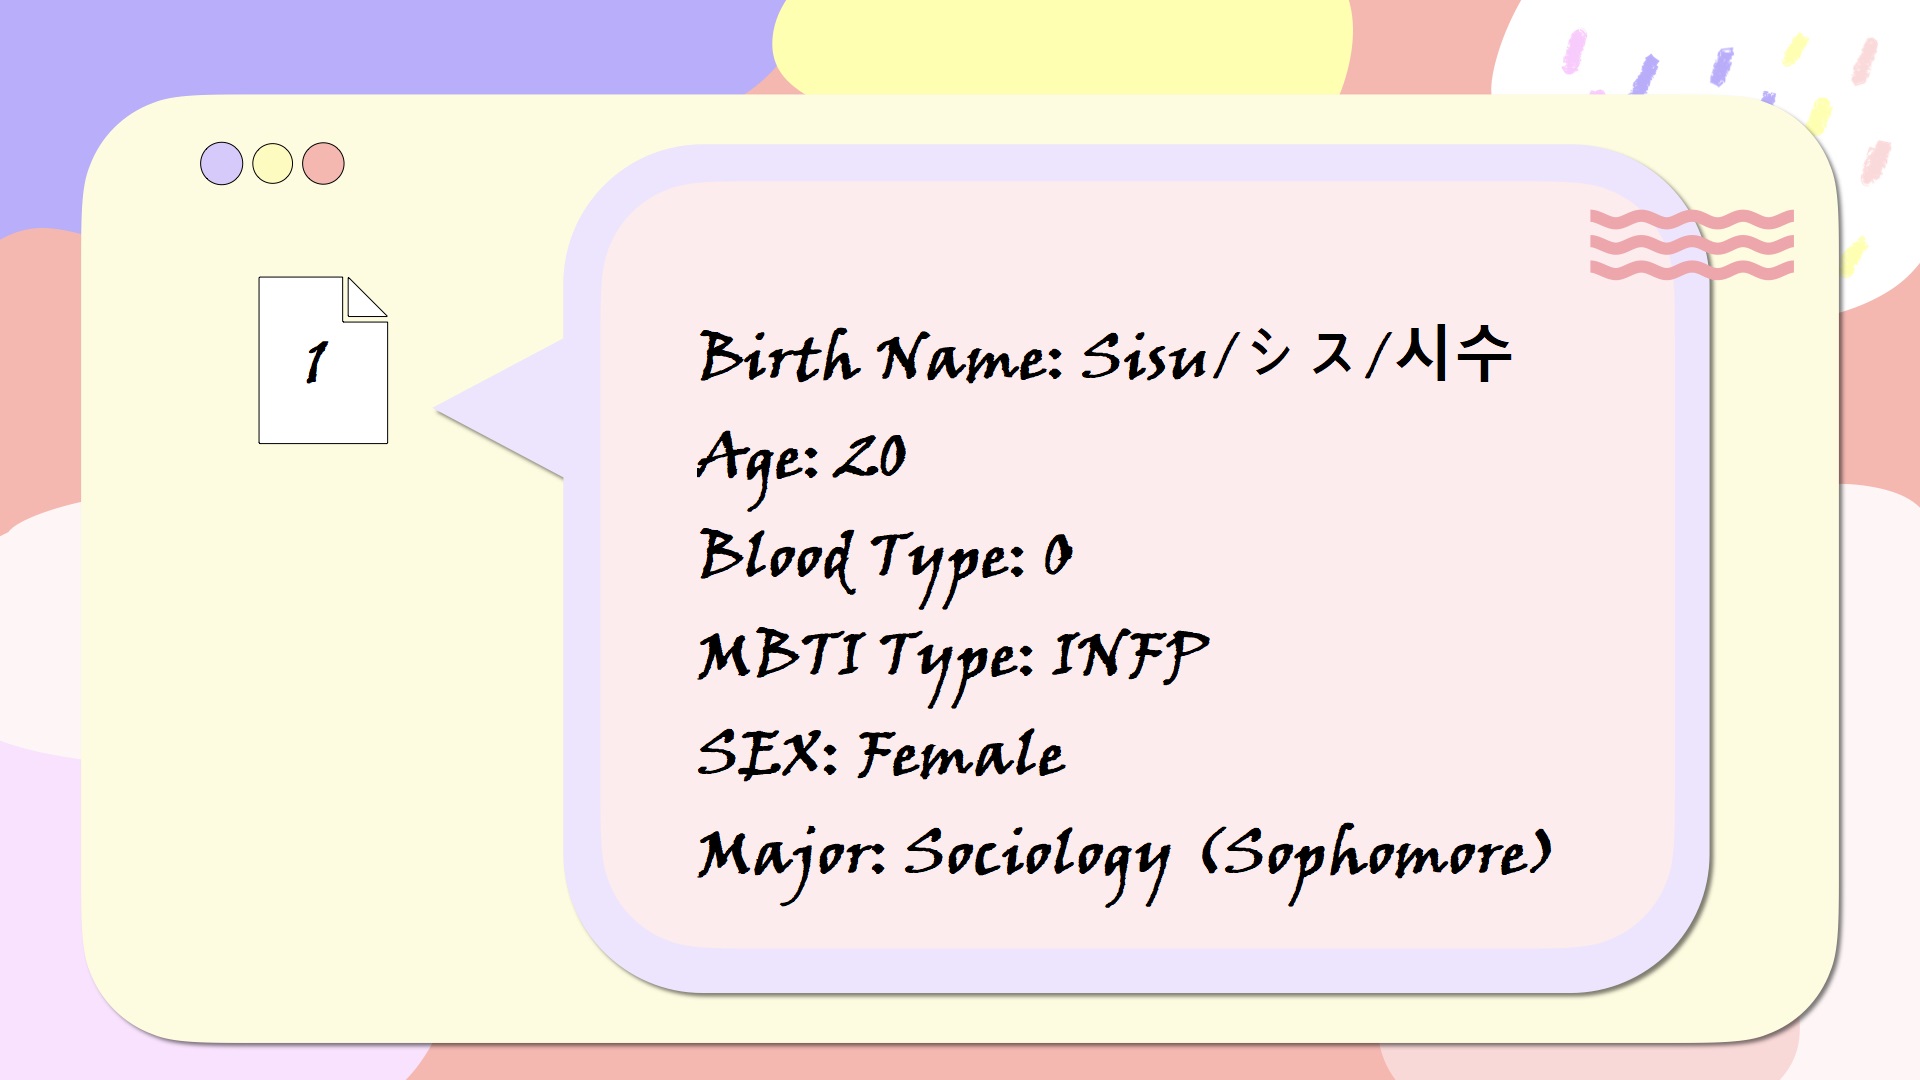 1
Birth Name: Sisu/シス/시수
Age: 20
Blood Type: O
MBTI Type: INFP
SEX: Female
Major: Sociology (Sophomore)